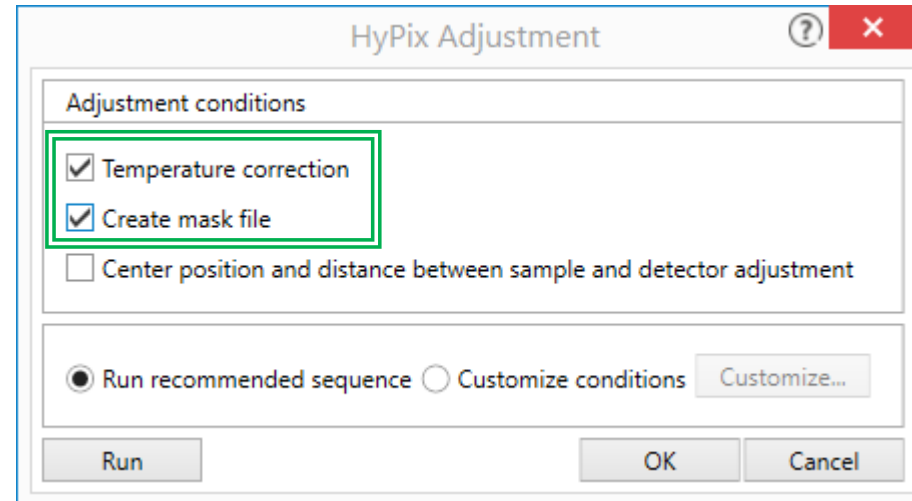 HyPix Adjustment ?
Adjustment conditions
Temperature correction
Create mask file
Center position and distance between sample and detector adjustment
Run recommended sequence Customize conditions Customize...
Run OK Cancel